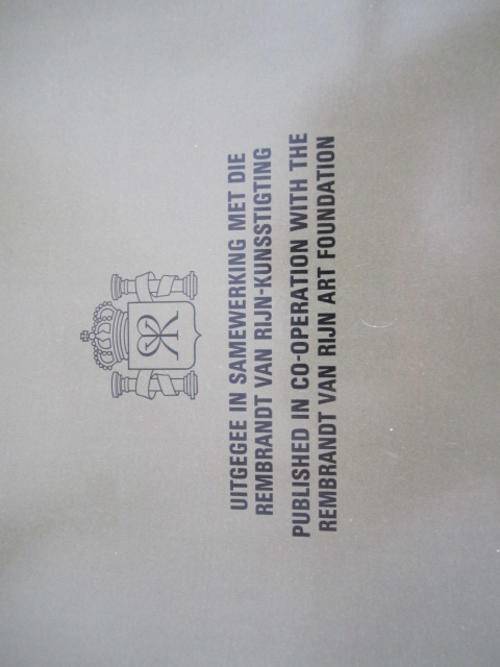 UITGEGEE IN SAMEWERKING MET DIE
REMBRANDT VAN RIJN-KUNSSTIGTING
PUBLISHED IN CO-OPERATION WITH THE
REMBRANDT VAN RIJN ART FOUNDATION